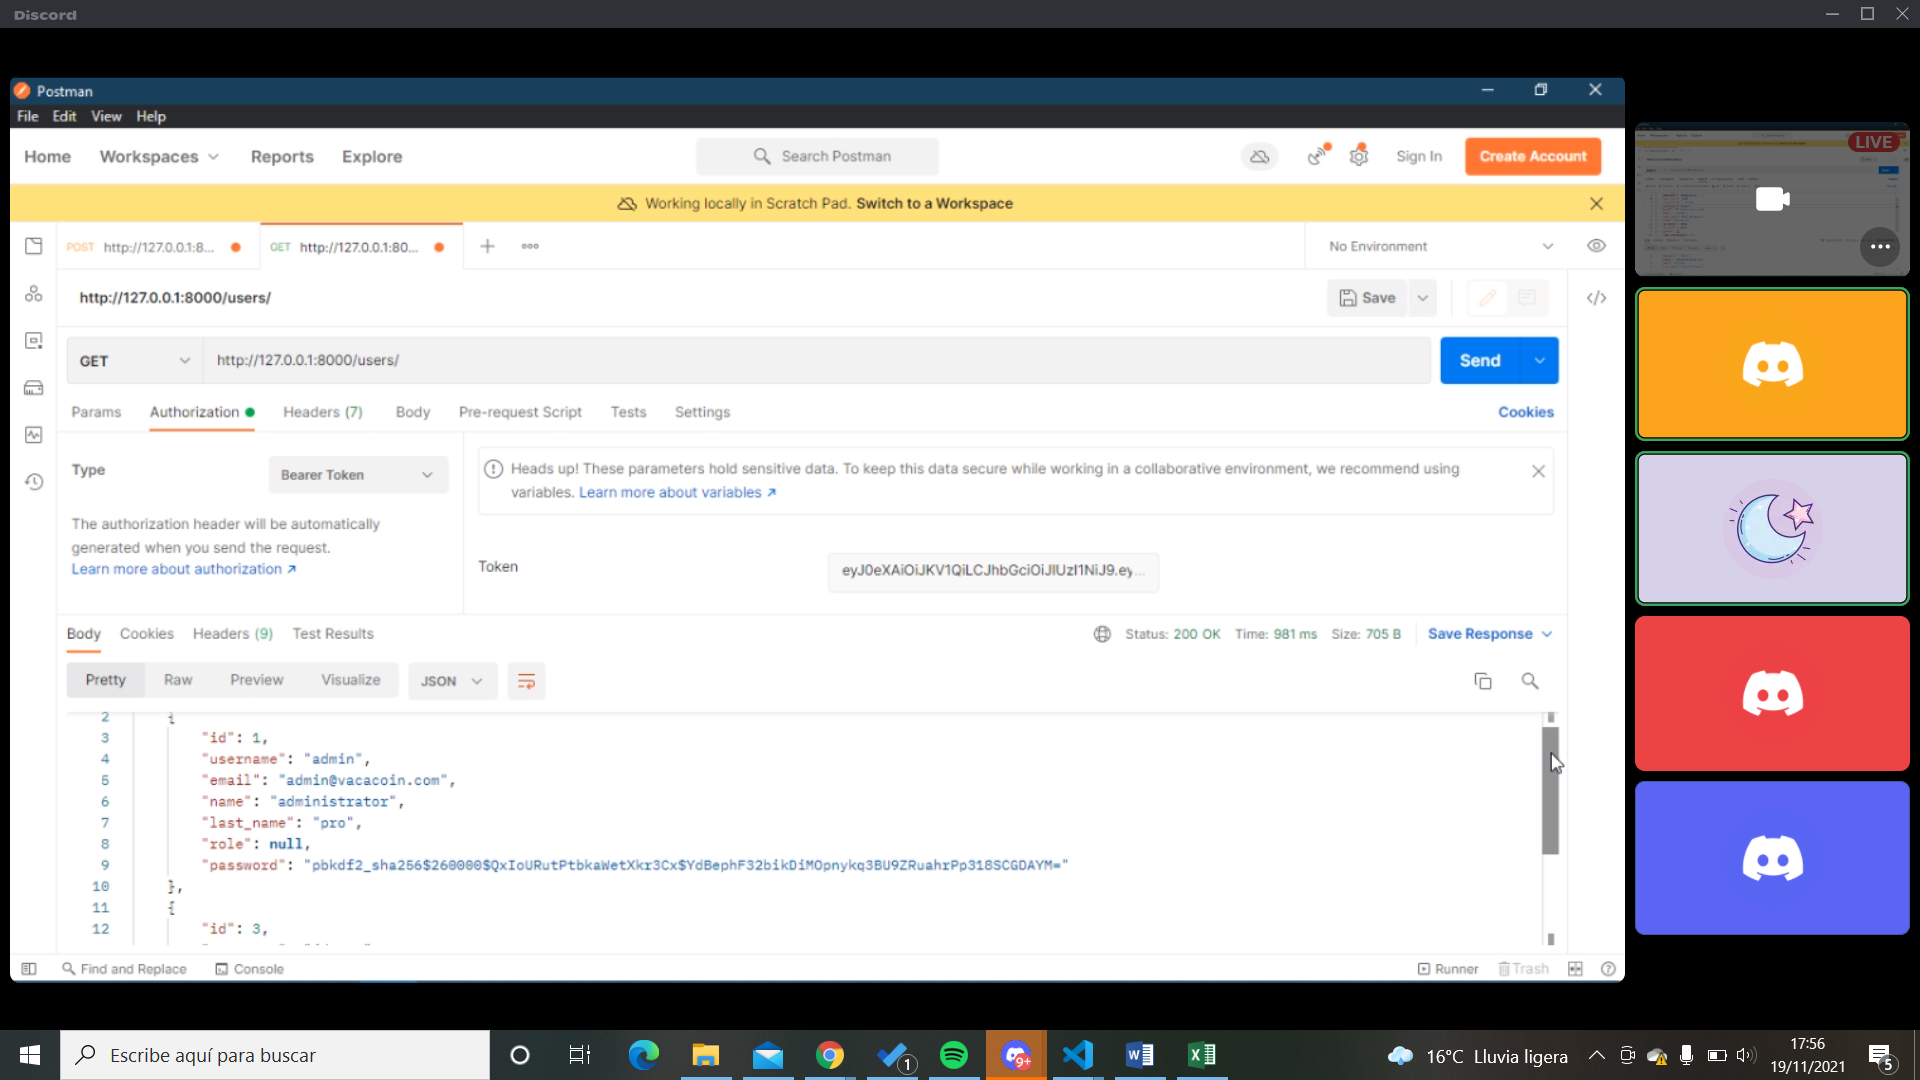 Discord
Postman
File Edit View Help
Home Workspaces Reports Explore
Search Postman
Sign In
Create Account
Working locally in Scratch Pad. Switch to a Workspace
POST http://127.0.0.1:8...
GET http://127.0.0.1:80...
No Environment
http://127.0.0.1:8000/users/
Save
GET
http://127.0.0.1:8000/users/
Send
Params Authorization Headers (7) Body Pre-request Script Tests Settings
Cookies
Type
Bearer Token
Heads up! These parameters hold sensitive data. To keep this data secure while working in a collaborative environment, we recommend using
variables. Learn more about variables
The authorization header will be automatically
generated when you send the request.
Learn more about authorization
Token
eyJ0eXAiOiJKV1QiLCJhbGciOiJIUzI1NiJ9.ey...
Body Cookies Headers (9) Test Results
Status: 200 OK Time: 981 ms Size: 705 B
Save Response
Pretty Raw Preview Visualize
JSON
2 {
3 "id": 1,
4 "username": "admin",
5 "email": "admin@vacacoin.com",
6 "name": "administrator",
7 "last_name": "pro",
8 "role": null,
9 "password": "pbkdf2_sha256$260000$QxIoURutPtbkaWetXkr3Cx$YdBephF32bikDiMOpnykq3BU9ZRuahrPp318SCGDAYM="
10 },
11 {
12 "id": 3,
Find and Replace
Console
Runner
Trash
LIVE
Escribe aquí para buscar
1
9+
16°C Lluvia ligera
17:56
19/11/2021
5